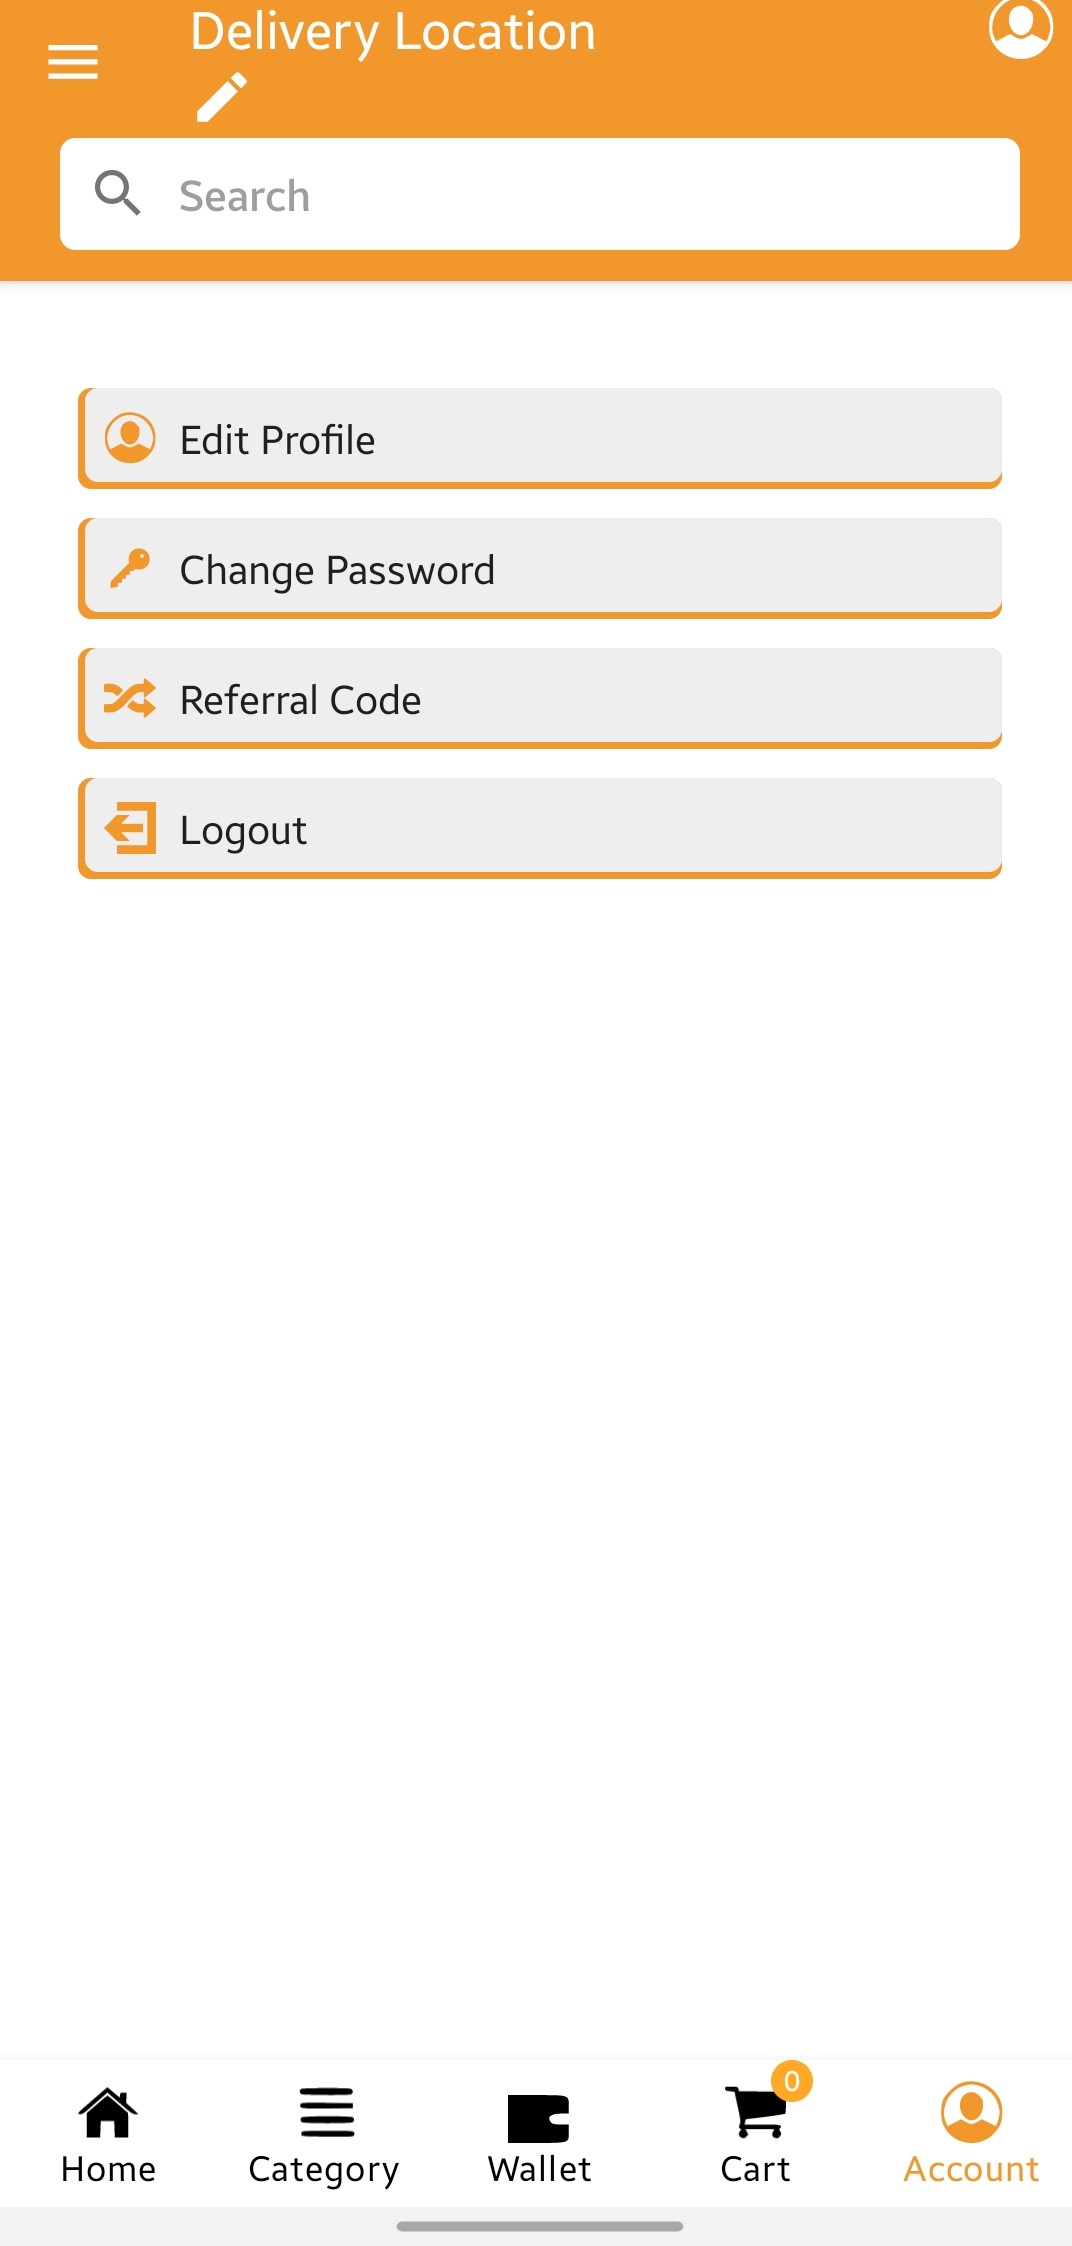 Delivery Location
Search
Edit Profile
Change Password
Referral Code
Logout
0
Home
Category
Wallet
Cart
Account